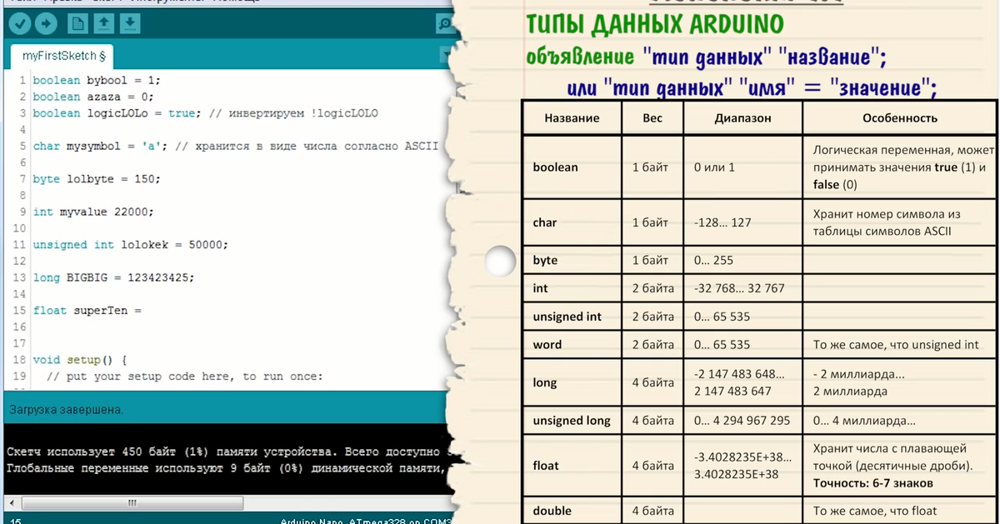 myFirstSketch §
1 boolean bybool = 1;
2 boolean azaza = 0;
3 boolean logicLOLo = true; // инвертируем !logicLOLO
4
5 char mysymbol = 'a'; // хранится в виде числа согласно ASCII
6
7 byte lolbyte = 150;
8
9 int myvalue 22000;
10
11 unsigned int lolokek = 50000;
12
13 long BIGBIG = 123423425;
14
15 float superTen =
16
17
18 void setup() {
19 // put your setup code here, to run once:
Загрузка завершена.
Скетч использует 450 байт (1%) памяти устройства. Всего доступно
Глобальные переменные используют 9 байт (0%) динамической памяти,
15
Arduino Nano, ATmega328 on COM3
ТИПЫ ДАННЫХ ARDUINO
объявление "тип данных" "название";
или "тип данных" "имя" = "значение";
Название Вес Диапазон Особенность
boolean 1 байт 0 или 1 Логическая переменная, может
принимать значения true (1) и
false (0)
char 1 байт -128... 127 Хранит номер символа из
таблицы символов ASCII
byte 1 байт 0... 255
int 2 байта -32 768... 32 767
unsigned int 2 байта 0... 65 535
word 2 байта 0... 65 535 То же самое, что unsigned int
long 4 байта -2 147 483 648... - 2 миллиарда...
2 147 483 647 2 миллиарда
unsigned long 4 байта 0... 4 294 967 295 0... 4 миллиарда...
float 4 байта -3.4028235E+38... Хранит числа с плавающей
3.4028235E+38 точкой (десятичные дроби).
Точность: 6-7 знаков
double 4 байта То же самое, что float